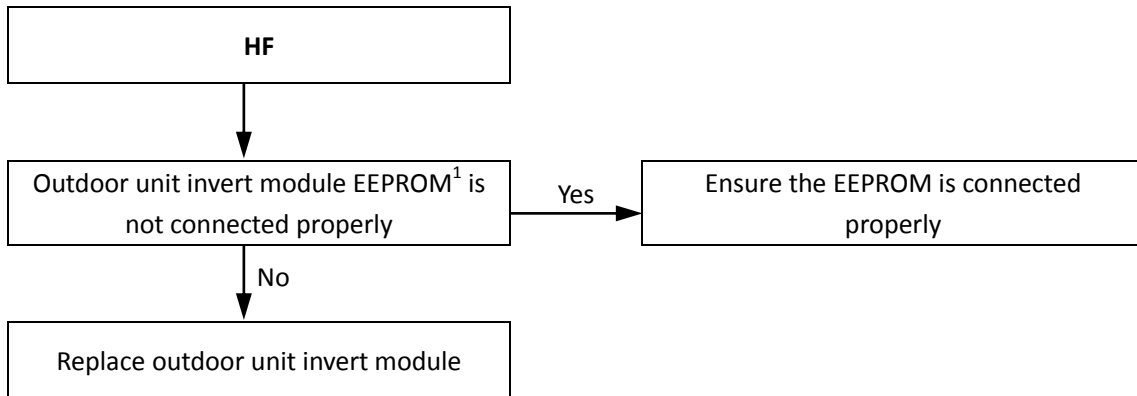 HF
Outdoor unit invert module EEPROM¹ is
not connected properly
Yes
Ensure the EEPROM is connected
properly
No
Replace outdoor unit invert module